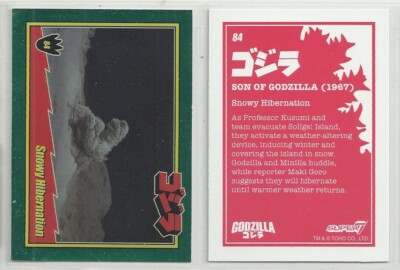 84
Snowy Hibernation
ゴジラ
84
ゴジラ
SON OF GODZILLA (1967)
Snowy Hibernation
As Professor Kusumi and
team evacuate Sollgel Island,
they activate a weather-altering
device, inducing winter and
covering the island in snow.
Godzilla and Minilla huddle,
while reporter Maki Goro
suggests they will hibernate
until warmer weather returns.
GODZILLA
ゴジラ
SUPER7
TM & © TOHO CO., LTD.